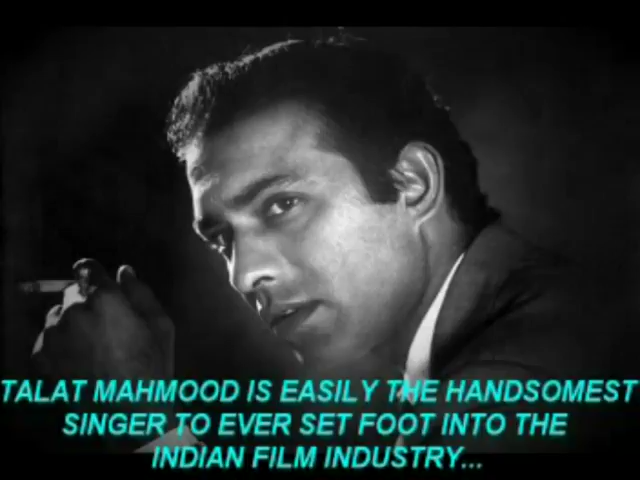 TALAT MAHMOOD IS EASILY THE HANDSOMEST
SINGER TO EVER SET FOOT INTO THE
INDIAN FILM INDUSTRY...